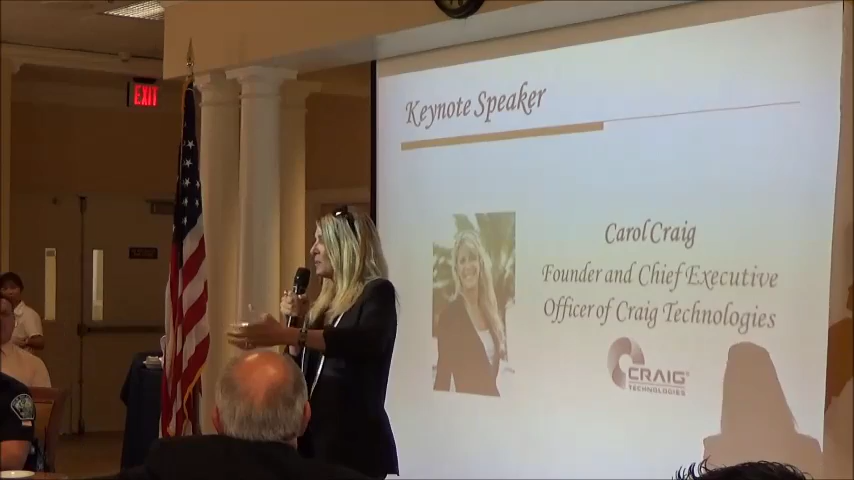 EXIT
Keynote Speaker
Carol Craig
Founder and Chief Executive
Officer of Craig Technologies
CRAIG
TECHNOLOGIES